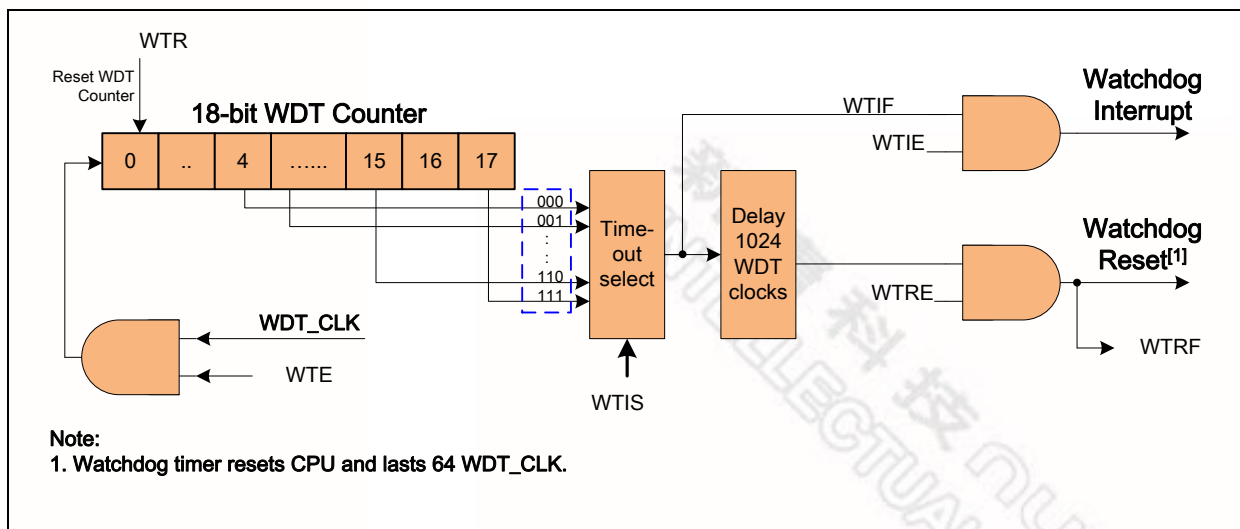 WTR
Reset WDT
Counter
18-bit WDT Counter
0 .. 4 ...... 15 16 17
000
001
:
:
110
111
Time-
out
select
WTIS
Delay
1024
WDT
clocks
WTIF
WTIE
Watchdog
Interrupt
WTRE
Watchdog
Reset[1]
WTRF
WDT_CLK
WTE
Note:
1. Watchdog timer resets CPU and lasts 64 WDT_CLK.